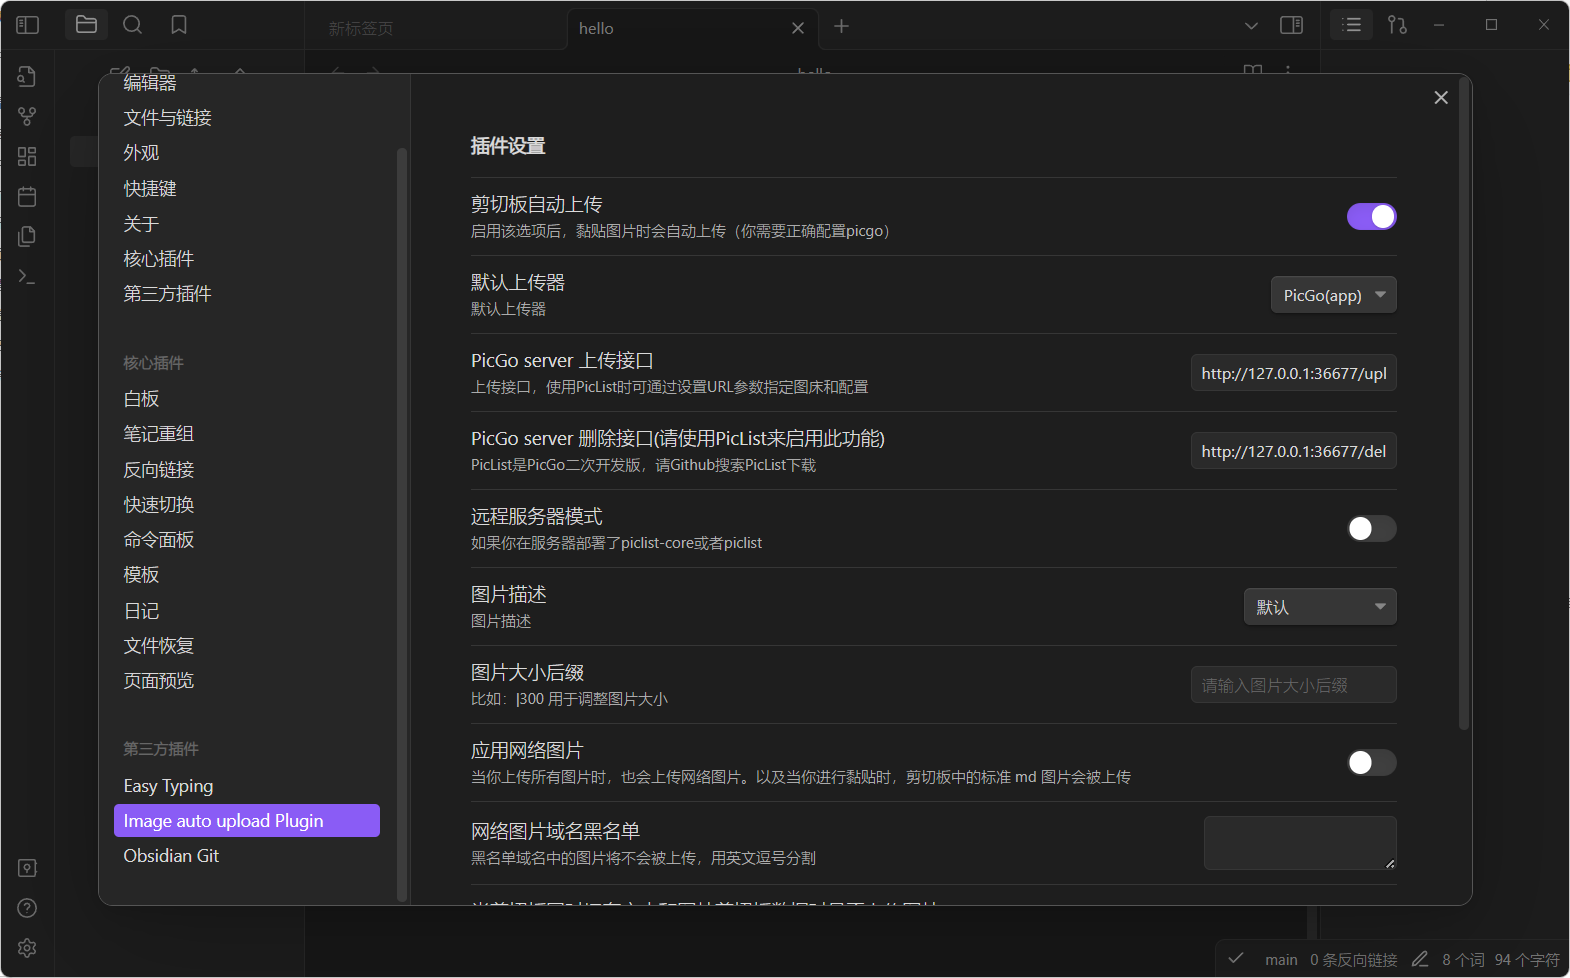 新标签页
hello
hello
编辑器
文件与链接
外观
快捷键
关于
核心插件
第三方插件
核心插件
白板
笔记重组
反向链接
快速切换
命令面板
模板
日记
文件恢复
页面预览
第三方插件
Easy Typing
Image auto upload Plugin
Obsidian Git
插件设置
剪切板自动上传
启用该选项后，黏贴图片时会自动上传（你需要正确配置picgo）
默认上传器
默认上传器
PicGo(app)
PicGo server 上传接口
上传接口，使用PicList时可通过设置URL参数指定图床和配置
http://127.0.0.1:36677/upl
PicGo server 删除接口(请使用PicList来启用此功能)
PicList是PicGo二次开发版，请Github搜索PicList下载
http://127.0.0.1:36677/del
远程服务器模式
如果你在服务器部署了piclist-core或者piclist
图片描述
图片描述
默认
图片大小后缀
比如：|300 用于调整图片大小
请输入图片大小后缀
应用网络图片
当你上传所有图片时，也会上传网络图片。以及当你进行黏贴时，剪切板中的标准 md 图片会被上传
网络图片域名黑名单
黑名单域名中的图片将不会被上传，用英文逗号分割
main 0 条反向链接 8 个词 94 个字符